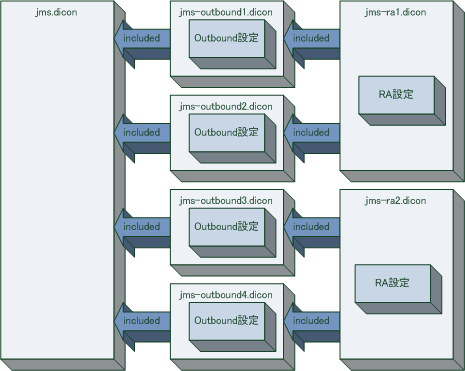 jms.dicon
jms-outbound1.dicon
jms-ra1.dicon
included
Outbound設定
included
RA設定
jms-outbound2.dicon
included
Outbound設定
included
jms-outbound3.dicon
jms-ra2.dicon
included
Outbound設定
included
RA設定
jms-outbound4.dicon
included
Outbound設定
included